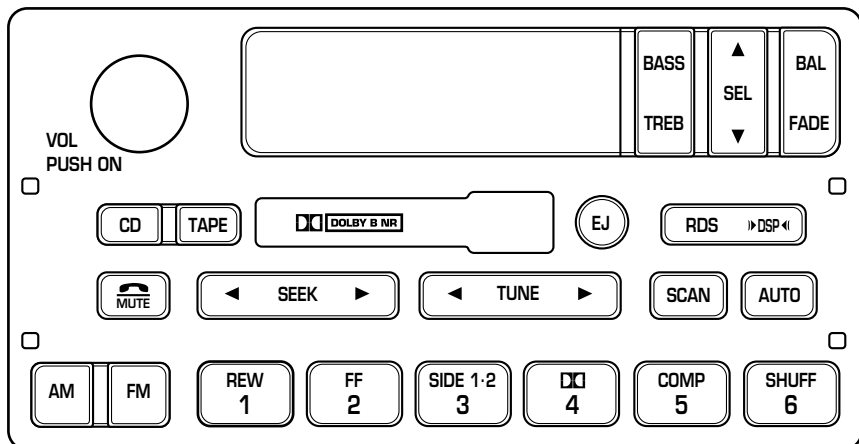 BASS
TREB
▲
SEL
▼
BAL
FADE
VOL
PUSH ON
CD
TAPE
DOLBY B NR
EJ
RDS
DSP
MUTE
◀ SEEK ▶
◀ TUNE ▶
SCAN
AUTO
AM
FM
REW
1
FF
2
SIDE 1·2
3
4
COMP
5
SHUFF
6